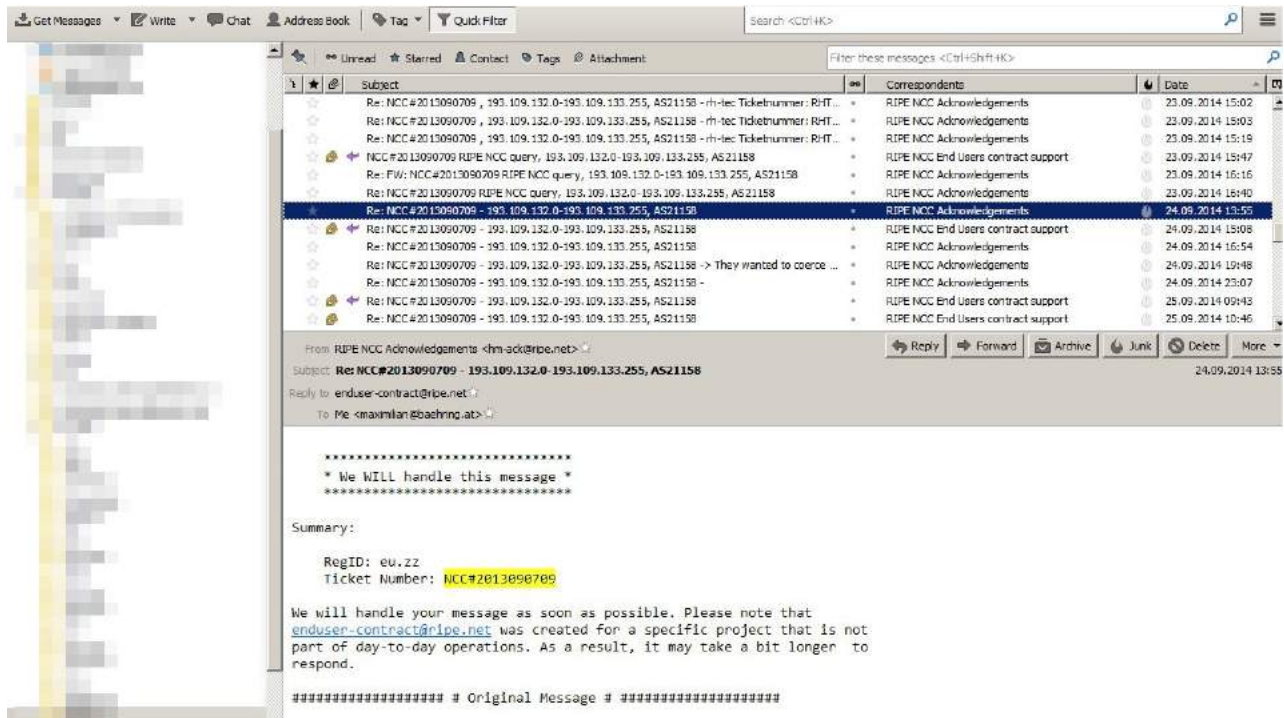 Get Messages Write Chat Address Book Tag Quick Filter Search <Ctrl+K>
Unread Starred Contact Tags Attachment Filter these messages <Ctrl+Shift+K>
Subject Correspondents Date
Re: NCC#2013090709 , 193.109.132.0-193.109.133.255, AS21158 - rh-tec Ticketnummer: RHT... RIPE NCC Acknowledgements 23.09.2014 15:02
Re: NCC#2013090709 , 193.109.132.0-193.109.133.255, AS21158 - rh-tec Ticketnummer: RHT... RIPE NCC Acknowledgements 23.09.2014 15:03
Re: NCC#2013090709 , 193.109.132.0-193.109.133.255, AS21158 - rh-tec Ticketnummer: RHT... RIPE NCC Acknowledgements 23.09.2014 15:19
NCC#2013090709 RIPE NCC query, 193.109.132.0-193.109.133.255, AS21158 RIPE NCC End Users contract support 23.09.2014 15:47
Re: FW: NCC#2013090709 RIPE NCC query, 193.109.132.0-193.109.133.255, AS21158 RIPE NCC Acknowledgements 23.09.2014 16:16
Re: NCC#2013090709 RIPE NCC query, 193.109.132.0-193.109.133.255, AS21158 RIPE NCC Acknowledgements 23.09.2014 16:40
Re: NCC#2013090709 - 193.109.132.0-193.109.133.255, AS21158 RIPE NCC Acknowledgements 24.09.2014 13:55
Re: NCC#2013090709 - 193.109.132.0-193.109.133.255, AS21158 RIPE NCC End Users contract support 24.09.2014 15:08
Re: NCC#2013090709 - 193.109.132.0-193.109.133.255, AS21158 RIPE NCC Acknowledgements 24.09.2014 16:54
Re: NCC#2013090709 - 193.109.132.0-193.109.133.255, AS21158 -> They wanted to coerce ... RIPE NCC Acknowledgements 24.09.2014 19:48
Re: NCC#2013090709 - 193.109.132.0-193.109.133.255, AS21158 - RIPE NCC Acknowledgements 24.09.2014 23:07
Re: NCC#2013090709 - 193.109.132.0-193.109.133.255, AS21158 RIPE NCC End Users contract support 25.09.2014 09:43
Re: NCC#2013090709 - 193.109.132.0-193.109.133.255, AS21158 RIPE NCC End Users contract support 25.09.2014 10:46
From RIPE NCC Acknowledgements <hm-ack@ripe.net> Reply Forward Archive Junk Delete More
Subject Re: NCC#2013090709 - 193.109.132.0-193.109.133.255, AS21158 24.09.2014 13:55
Reply to enduser-contract@ripe.net
To Me <maximilian@baehring.at>
*******************************
* We WILL handle this message *
*******************************
Summary:
RegID: eu.zz
Ticket Number: NCC#2013090709
We will handle your message as soon as possible. Please note that
enduser-contract@ripe.net was created for a specific project that is not
part of day-to-day operations. As a result, it may take a bit longer to
respond.
################### # Original Message # ####################